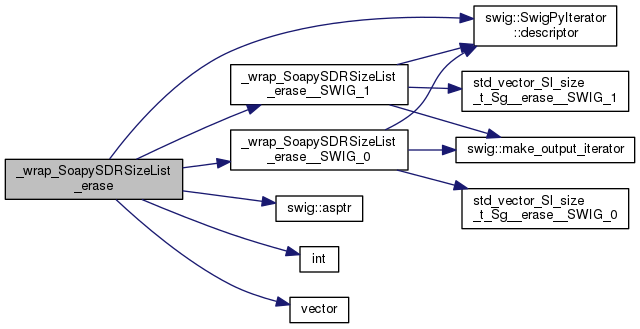 swig::SwigPyIterator
::descriptor
_wrap_SoapySDRSizeList
_erase__SWIG_1
std_vector_Sl_size
_t_Sg__erase__SWIG_1
_wrap_SoapySDRSizeList
_erase__SWIG_0
swig::make_output_iterator
_wrap_SoapySDRSizeList
_erase
std_vector_Sl_size
_t_Sg__erase__SWIG_0
swig::asptr
int
vector